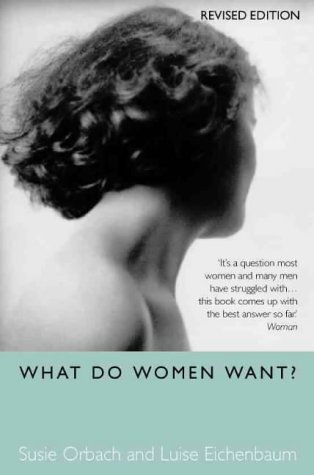 REVISED EDITION
'It's a question most
women and many men
have struggled with...
this book comes up with
the best answer so far.'
Woman
WHAT DO WOMEN WANT?
Susie Orbach and Luise Eichenbaum